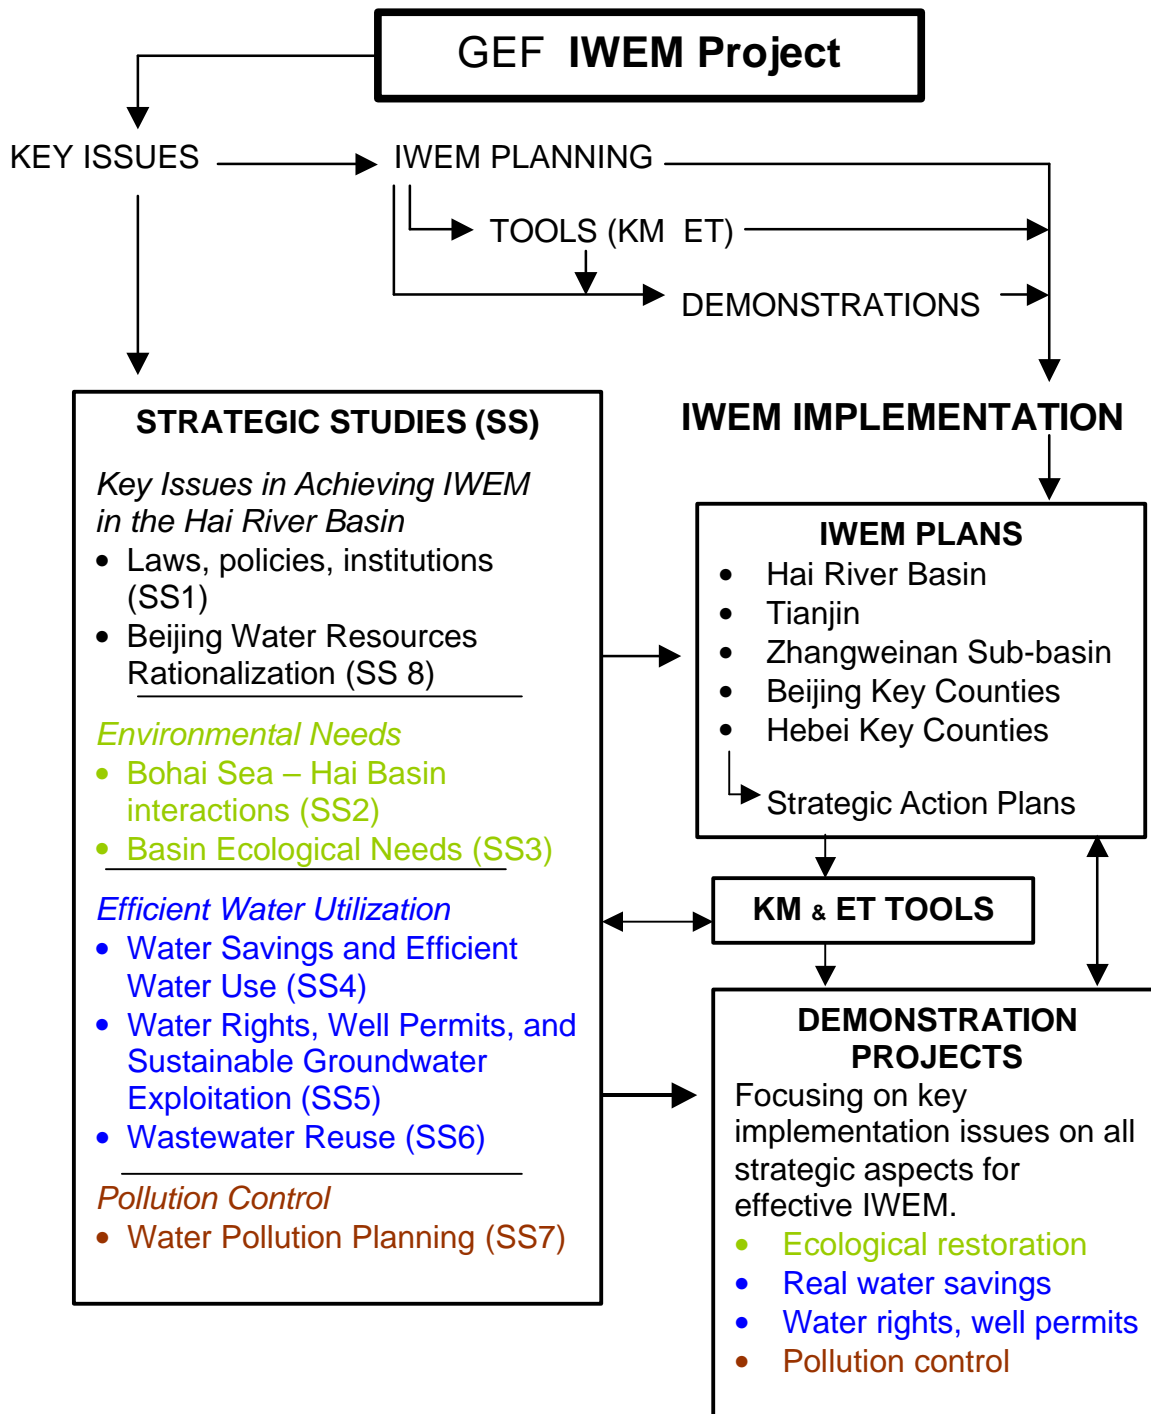 GEF IWEM Project
KEY ISSUES
IWEM PLANNING
TOOLS (KM ET)
DEMONSTRATIONS
STRATEGIC STUDIES (SS)
Key Issues in Achieving IWEM
in the Hai River Basin
• Laws, policies, institutions
(SS1)
• Beijing Water Resources
Rationalization (SS 8)
Environmental Needs
• Bohai Sea – Hai Basin
interactions (SS2)
• Basin Ecological Needs (SS3)
Efficient Water Utilization
• Water Savings and Efficient
Water Use (SS4)
• Water Rights, Well Permits, and
Sustainable Groundwater
Exploitation (SS5)
• Wastewater Reuse (SS6)
Pollution Control
• Water Pollution Planning (SS7)
IWEM IMPLEMENTATION
IWEM PLANS
• Hai River Basin
• Tianjin
• Zhangweinan Sub-basin
• Beijing Key Counties
• Hebei Key Counties
Strategic Action Plans
KM & ET TOOLS
DEMONSTRATION
PROJECTS
Focusing on key
implementation issues on all
strategic aspects for
effective IWEM.
• Ecological restoration
• Real water savings
• Water rights, well permits
• Pollution control